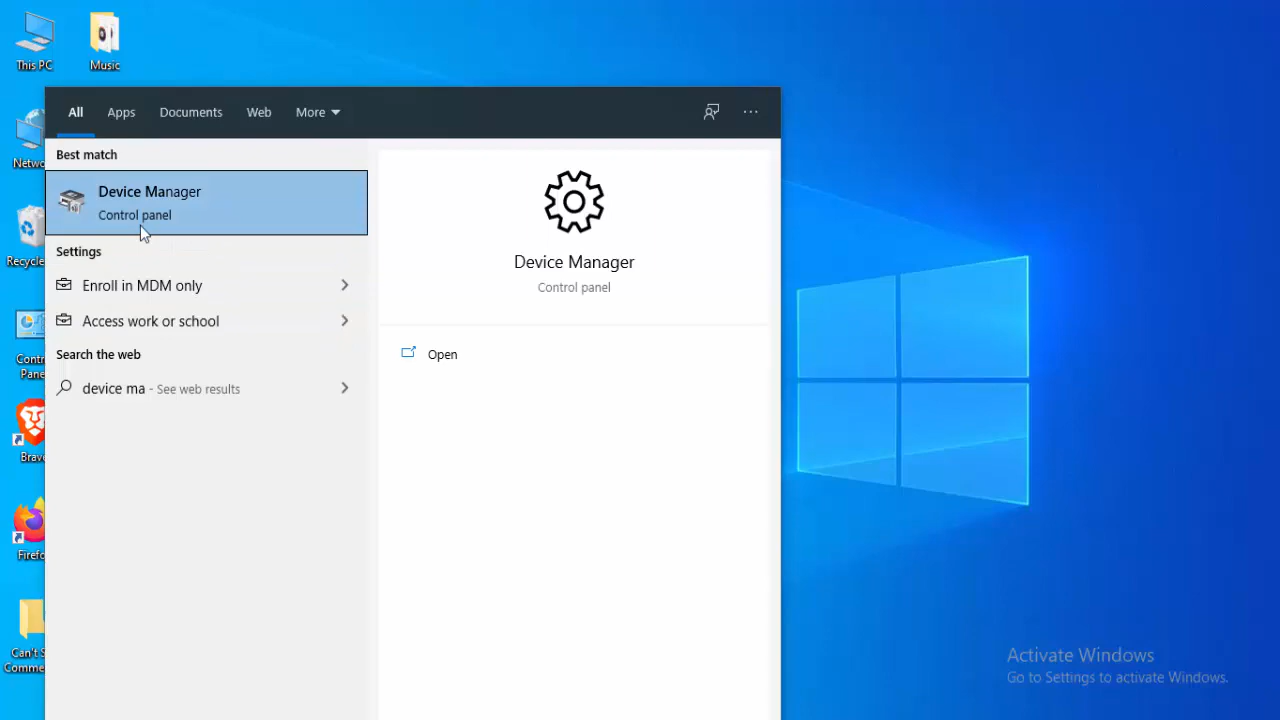 This PC
Music
Networ
Recycle
Contr
Pane
Brave
Firefo
Can't S
Comme
All
Apps
Documents
Web
More
Best match
Device Manager
Control panel
Settings
Enroll in MDM only
Access work or school
Search the web
device ma - See web results
Device Manager
Control panel
Open
Activate Windows
Go to Settings to activate Windows.